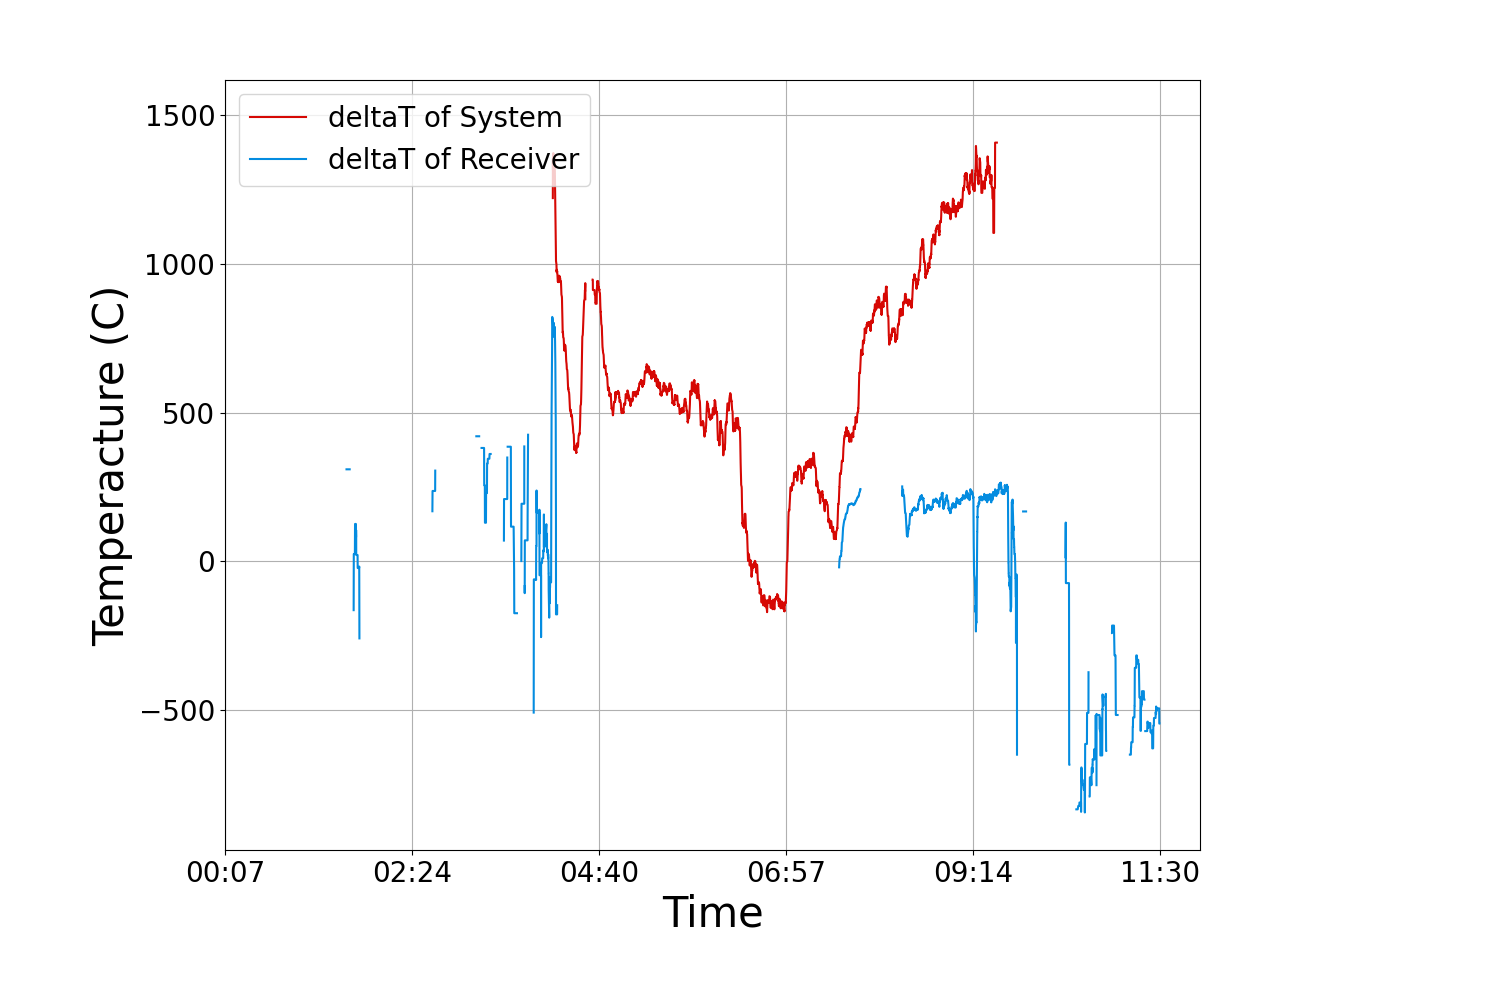 deltaT of System
deltaT of Receiver
1500
1000
500
0
−500
Temperacture (C)
00:07 02:24 04:40 06:57 09:14 11:30
Time